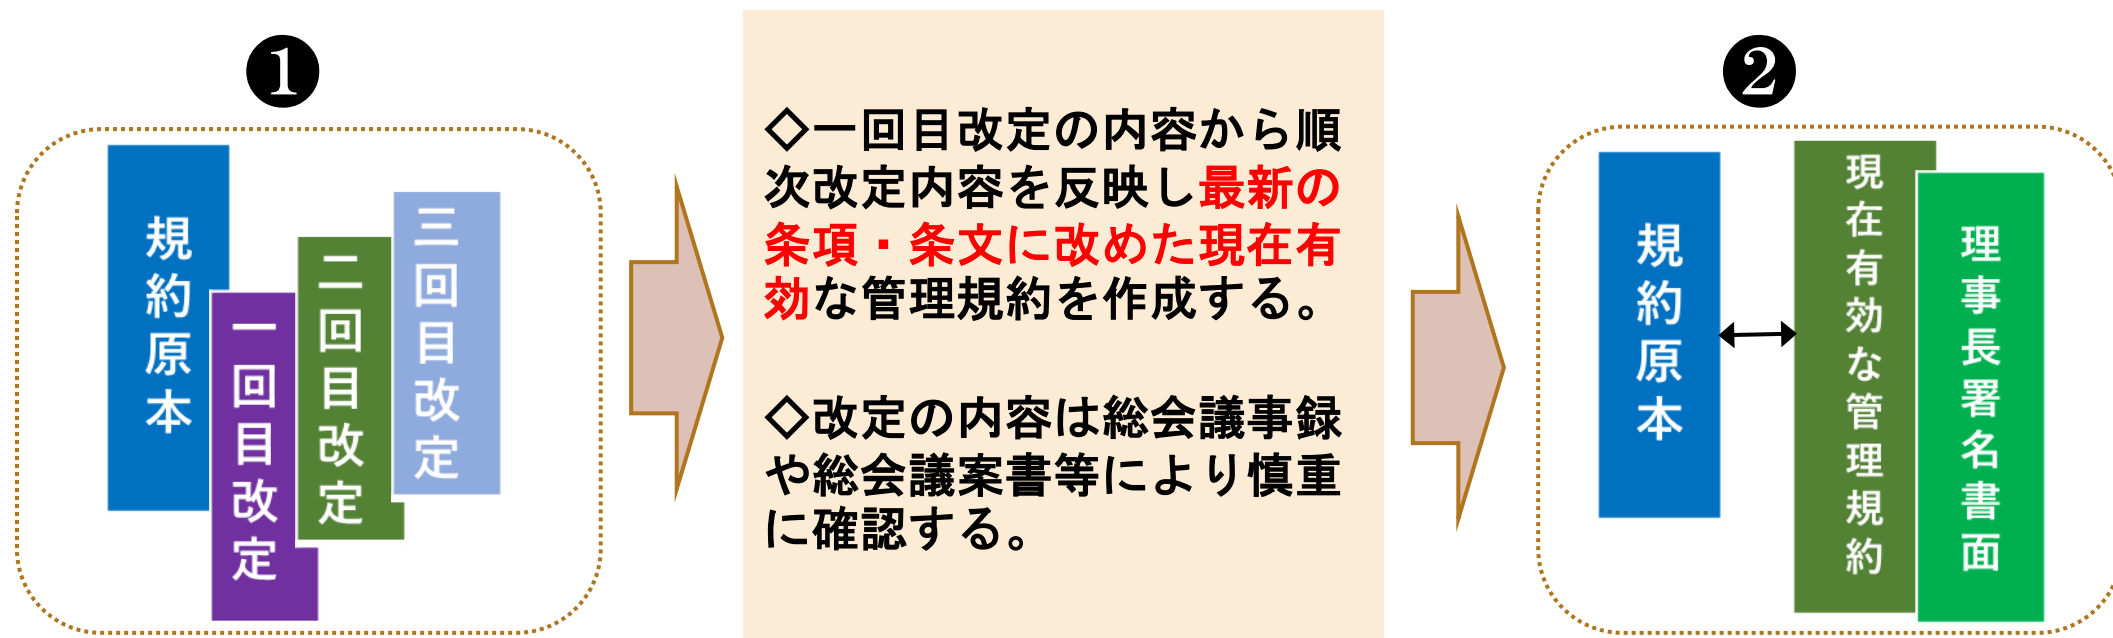 ❶
規約原本
一回目改定
二回目改定
三回目改定
◇一回目改定の内容から順
次改定内容を反映し最新の
条項・条文に改めた現在有
効な管理規約を作成する。
◇改定の内容は総会議事録
や総会議案書等により慎重
に確認する。
❷
規約原本
現在有効な管理規約
理事長署名書面